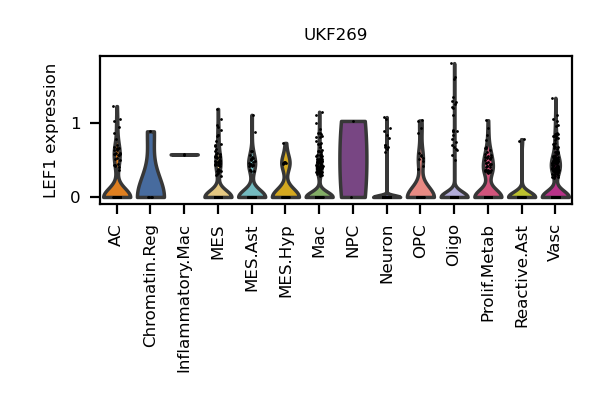 UKF269
LEF1 expression
1
0
AC
Chromatin.Reg
Inflammatory.Mac
MES
MES.Ast
MES.Hyp
Mac
NPC
Neuron
OPC
Oligo
Prolif.Metab
Reactive.Ast
Vasc